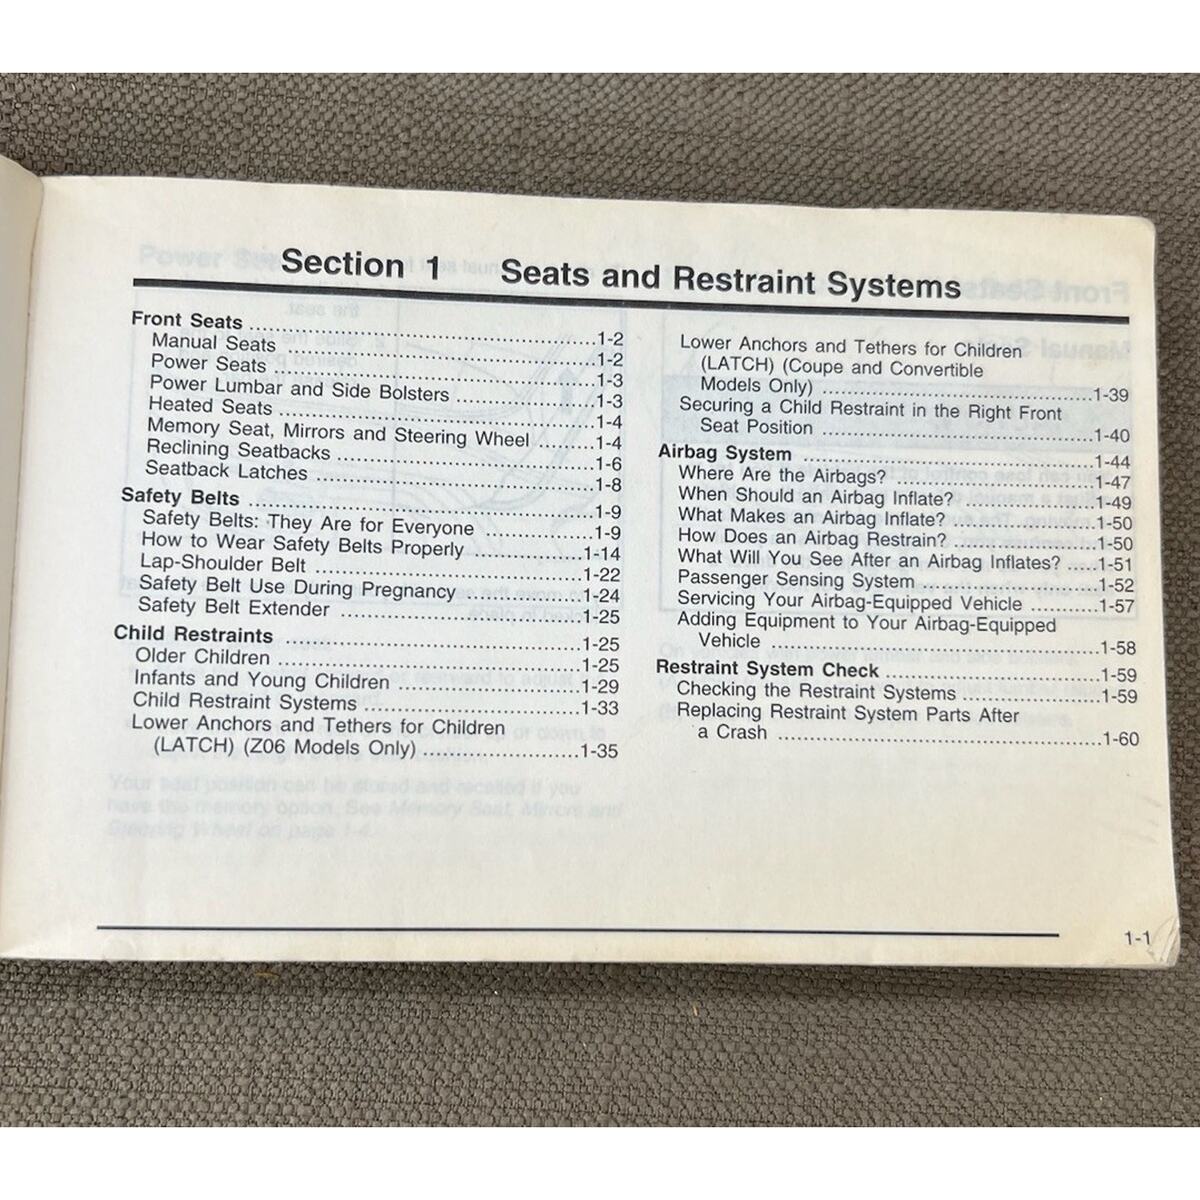 Section 1 Seats and Restraint Systems
Front Seats ........................................................1-2
Manual Seats ....................................................1-2
Power Seats .....................................................1-3
Power Lumbar and Side Bolsters ......................1-3
Heated Seats ....................................................1-4
Memory Seat, Mirrors and Steering Wheel .........1-4
Reclining Seatbacks ..........................................1-6
Seatback Latches ..............................................1-8
Safety Belts ........................................................1-9
Safety Belts: They Are for Everyone ..................1-9
How to Wear Safety Belts Properly ..................1-14
Lap-Shoulder Belt ............................................1-22
Safety Belt Use During Pregnancy ...................1-24
Safety Belt Extender ........................................1-25
Child Restraints ................................................1-25
Older Children .................................................1-25
Infants and Young Children .............................1-29
Child Restraint Systems ...................................1-33
Lower Anchors and Tethers for Children
(LATCH) (Z06 Models Only) ..........................1-35
Lower Anchors and Tethers for Children
(LATCH) (Coupe and Convertible
Models Only) ...............................................1-39
Securing a Child Restraint in the Right Front
Seat Position ...............................................1-40
Airbag System ..................................................1-44
Where Are the Airbags? ..................................1-47
When Should an Airbag Inflate? ......................1-49
What Makes an Airbag Inflate? ........................1-50
How Does an Airbag Restrain? ........................1-50
What Will You See After an Airbag Inflates? .....1-51
Passenger Sensing System .............................1-52
Servicing Your Airbag-Equipped Vehicle ...........1-57
Adding Equipment to Your Airbag-Equipped
Vehicle ........................................................1-58
Restraint System Check ...................................1-59
Checking the Restraint Systems ......................1-59
Replacing Restraint System Parts After
a Crash .......................................................1-60
1-1